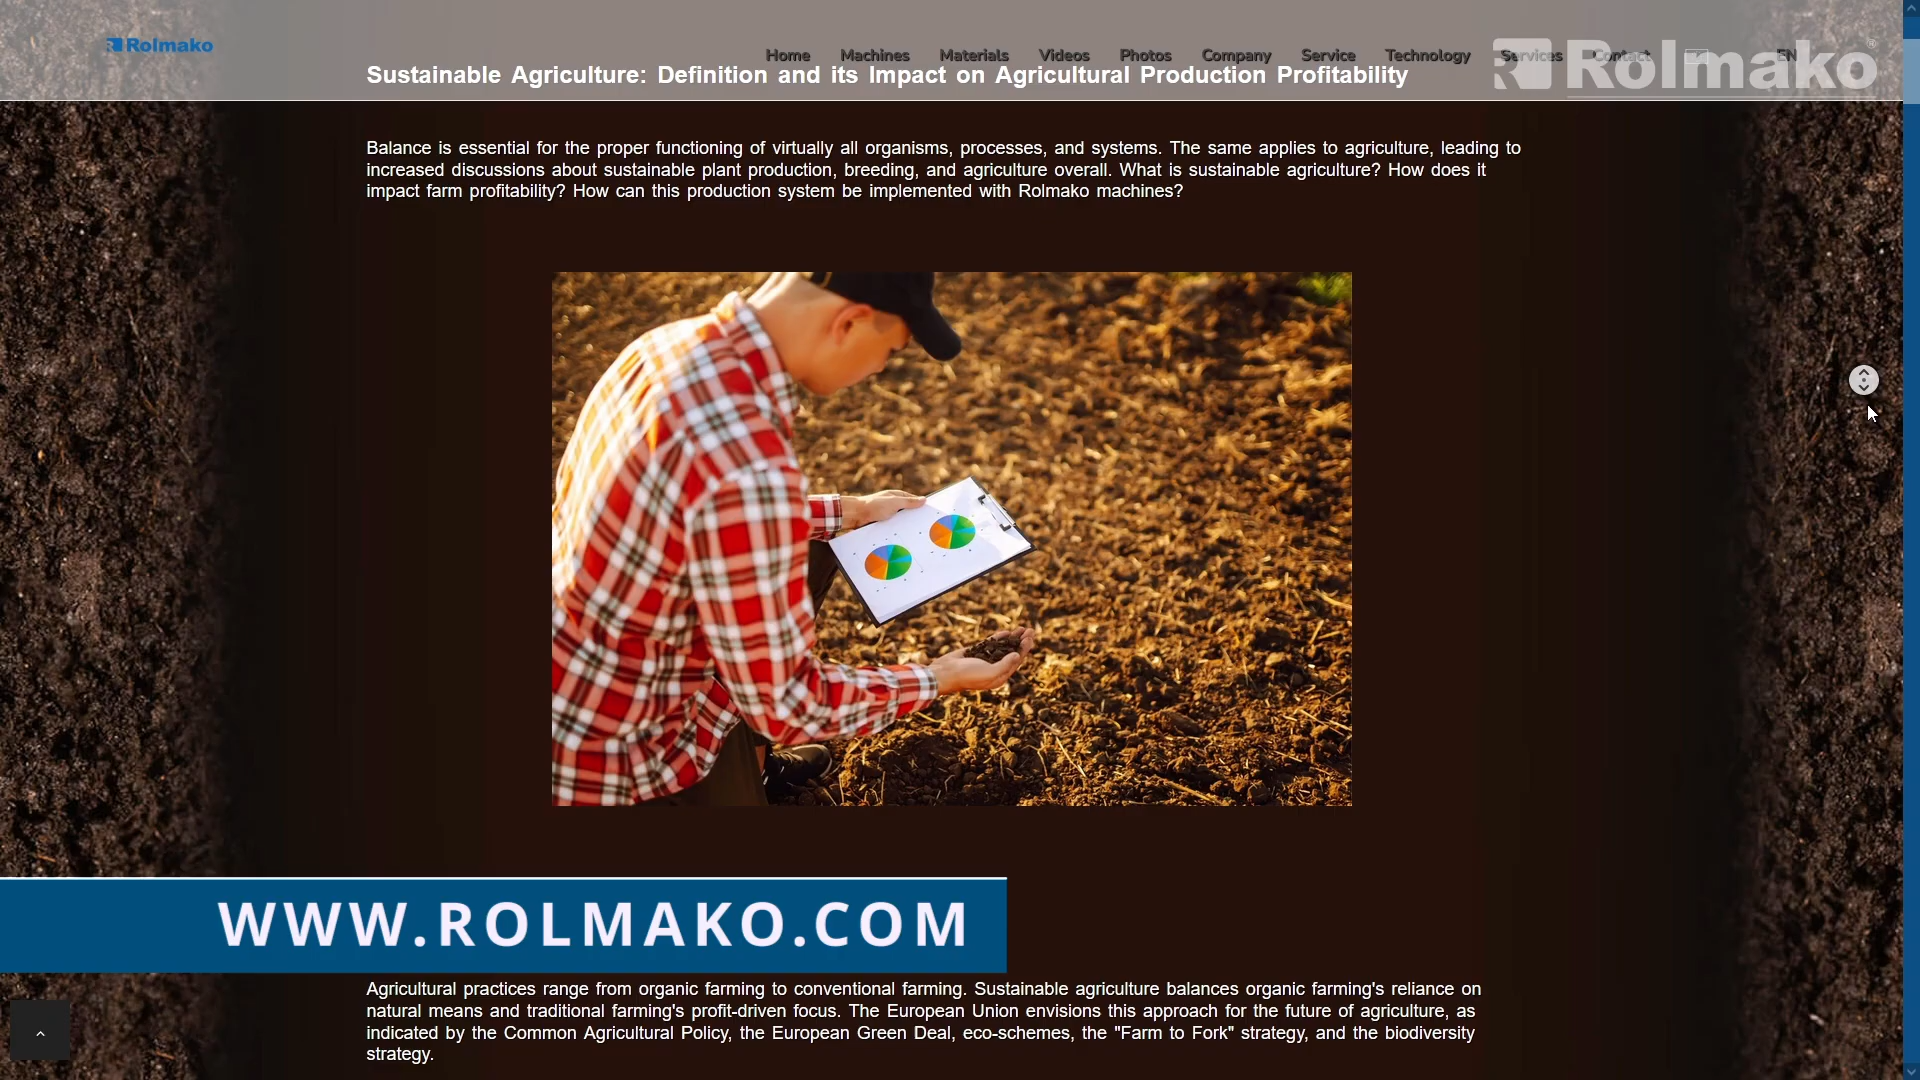 Rolmako
Home Machines Materials Videos Photos Company Service Technology Services Contact EN
Rolmako®
Sustainable Agriculture: Definition and its Impact on Agricultural Production Profitability
Balance is essential for the proper functioning of virtually all organisms, processes, and systems. The same applies to agriculture, leading to
increased discussions about sustainable plant production, breeding, and agriculture overall. What is sustainable agriculture? How does it
impact farm profitability? How can this production system be implemented with Rolmako machines?
WWW.ROLMAKO.COM
Agricultural practices range from organic farming to conventional farming. Sustainable agriculture balances organic farming's reliance on
natural means and traditional farming's profit-driven focus. The European Union envisions this approach for the future of agriculture, as
indicated by the Common Agricultural Policy, the European Green Deal, eco-schemes, the "Farm to Fork" strategy, and the biodiversity
strategy.